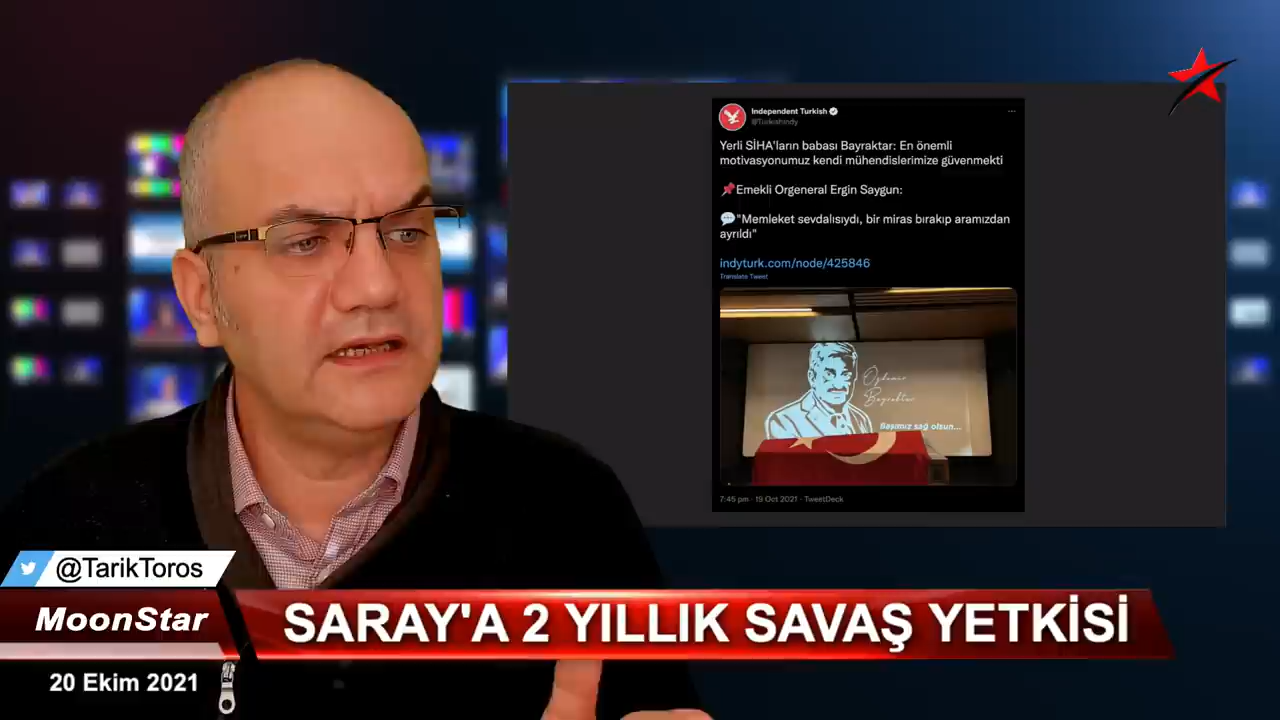 Independent Turkish
@TurkishIndy
Yerli SİHA'ların babası Bayraktar: En önemli
motivasyonumuz kendi mühendislerimize güvenmekti
Emekli Orgeneral Ergin Saygun:
"Memleket sevdalısıydı, bir miras bırakıp aramızdan
ayrıldı"
indyturk.com/node/425846
Translate Tweet
Özdemir
Bayraktar
Başımız sağ olsun...
7:45 pm · 19 Oct 2021 · TweetDeck
@TarikToros
MoonStar
SARAY'A 2 YILLIK SAVAŞ YETKİSİ
20 Ekim 2021